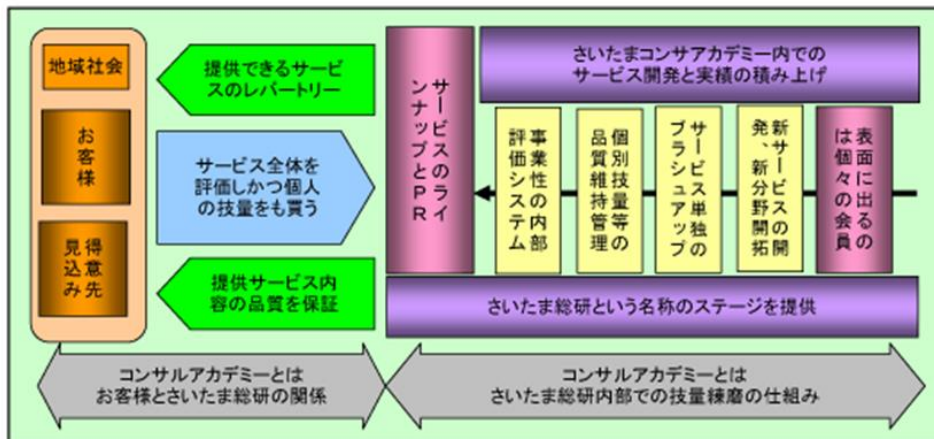 地域社会
お客様
得意先
見込み
提供できるサービ
スのレパートリー
サービス全体を
評価しかつ個人
の技量をも買う
提供サービス内
容の品質を保証
サービスのライ
ンナップとPR
さいたまコンサアカデミー内での
サービス開発と実績の積み上げ
事業性の内部
評価システム
個別技量等の
品質維持管理
サービス単独の
ブラシュアップ
新サービスの開
発、新分野開拓
表面に出るの
は個々の会員
さいたま総研という名称のステージを提供
コンサルアカデミーとは
お客様とさいたま総研の関係
コンサルアカデミーとは
さいたま総研内部での技量練磨の仕組み